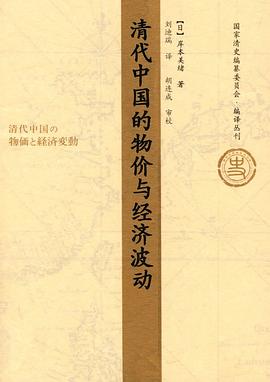 国家清史编纂委员会·编译丛刊
【日】岸本美绪 著
刘迪瑞 译 胡连成 审校
清代中国的物价与经济波动
清代中国の
物価と経済変動